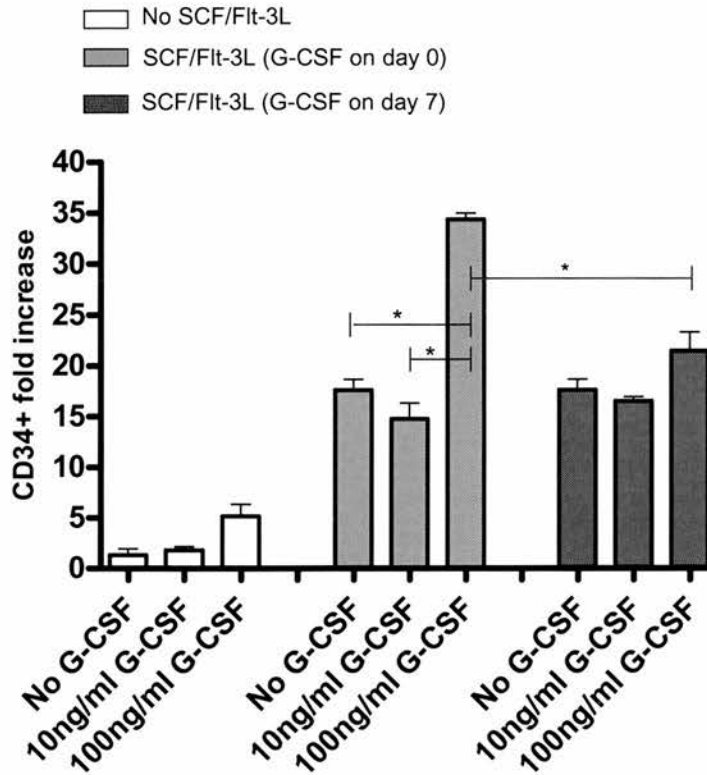 No SCF/Flt-3L
SCF/Flt-3L (G-CSF on day 0)
SCF/Flt-3L (G-CSF on day 7)
CD34+ fold increase
40
35
30
25
20
15
10
5
0
*
*
*
No G-CSF
10ng/ml G-CSF
100ng/ml G-CSF
No G-CSF
10ng/ml G-CSF
100ng/ml G-CSF
No G-CSF
10ng/ml G-CSF
100ng/ml G-CSF